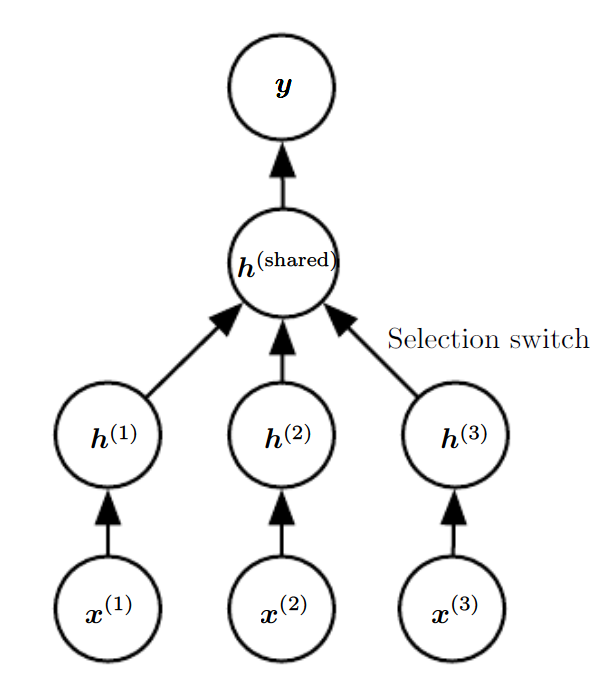 y
h^(shared)
Selection switch
h^(1) h^(2) h^(3)
x^(1) x^(2) x^(3)